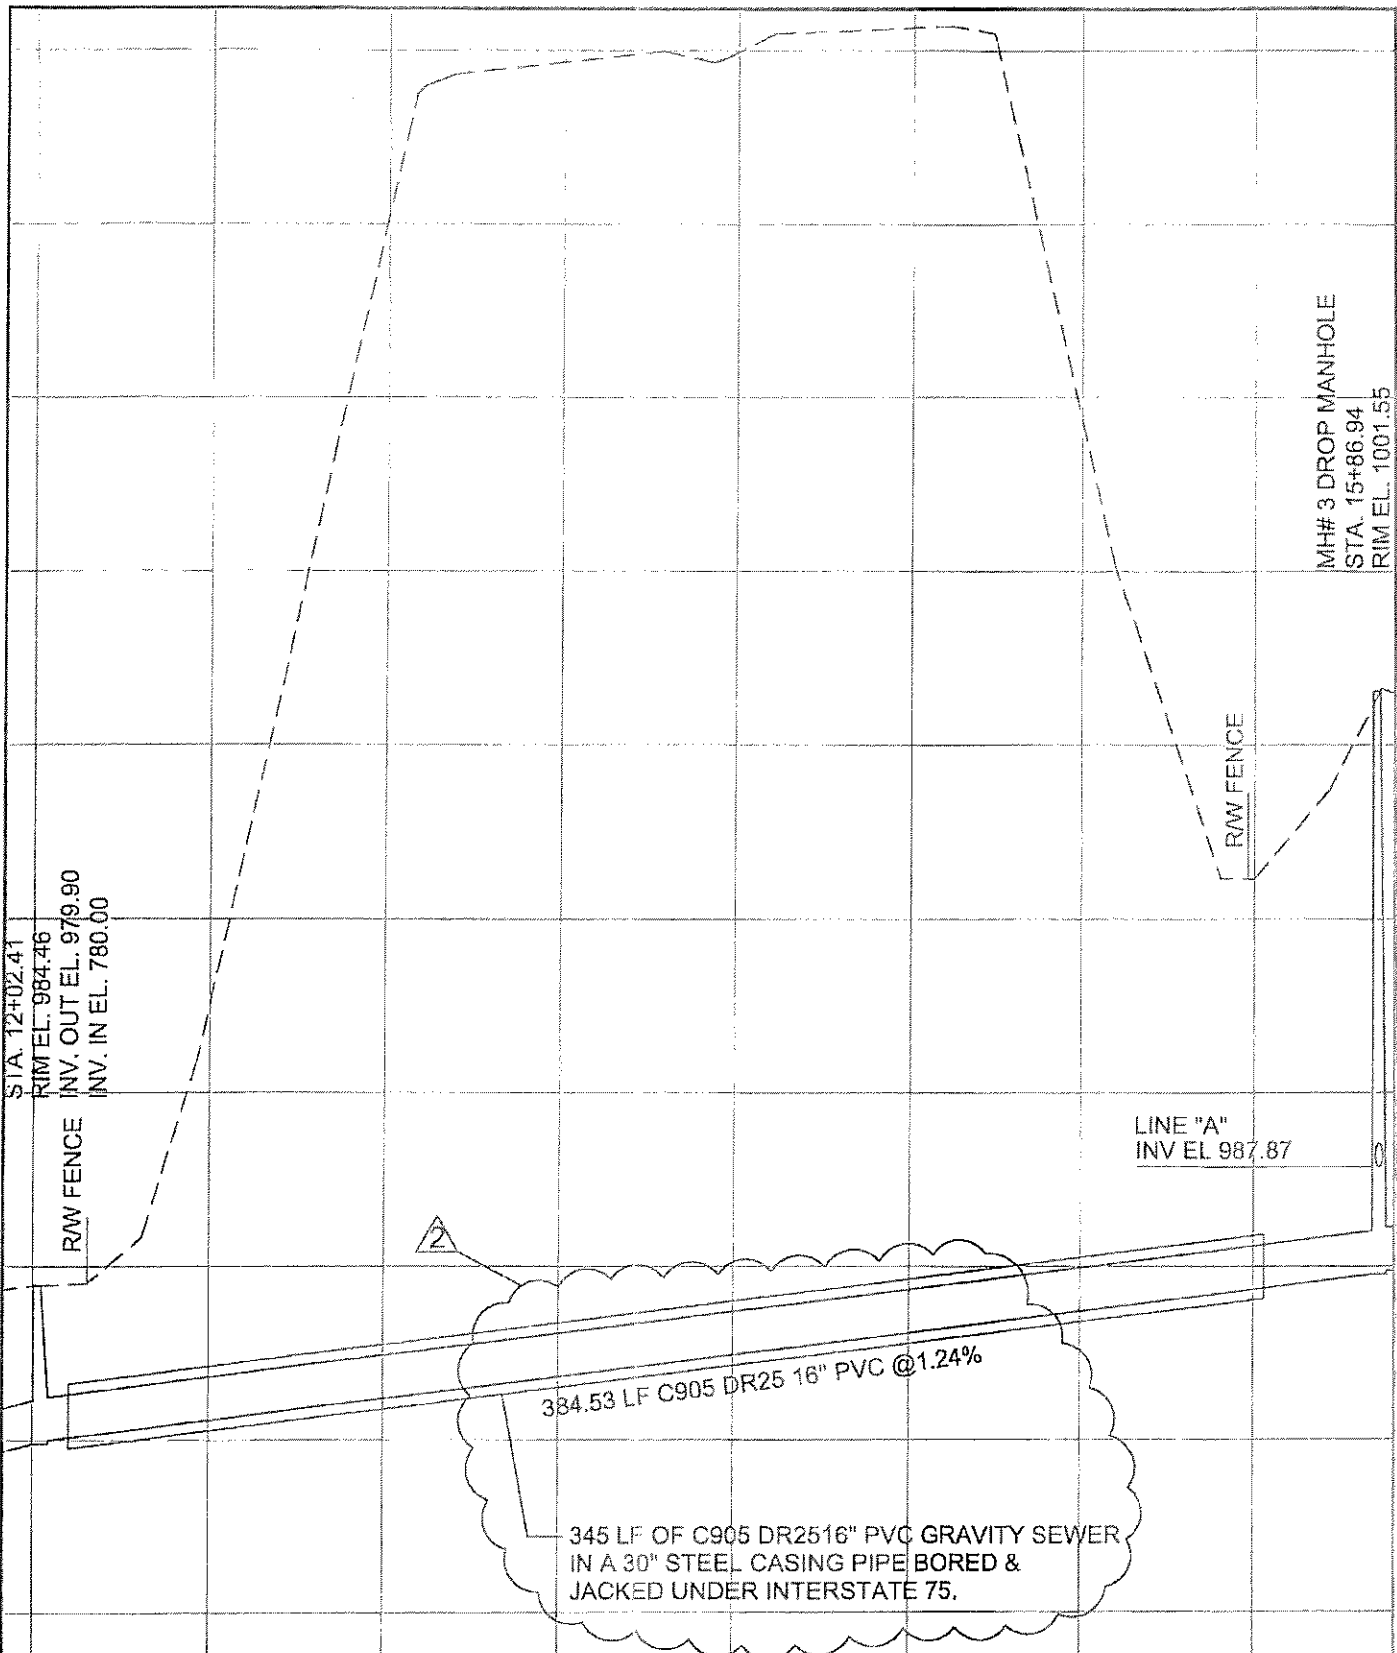 MH# 3 DROP MANHOLE
STA. 15+86.94
RIM EL. 1001.55
R/W FENCE
STA. 12+02.41
RIM EL. 984.46
INV. OUT EL. 979.90
INV. IN EL. 780.00
R/W FENCE
LINE "A"
INV EL 987.87
2
384.53 LF C905 DR25 16" PVC @1.24%
345 LF OF C905 DR2516" PVC GRAVITY SEWER
IN A 30" STEEL CASING PIPE BORED &
JACKED UNDER INTERSTATE 75.